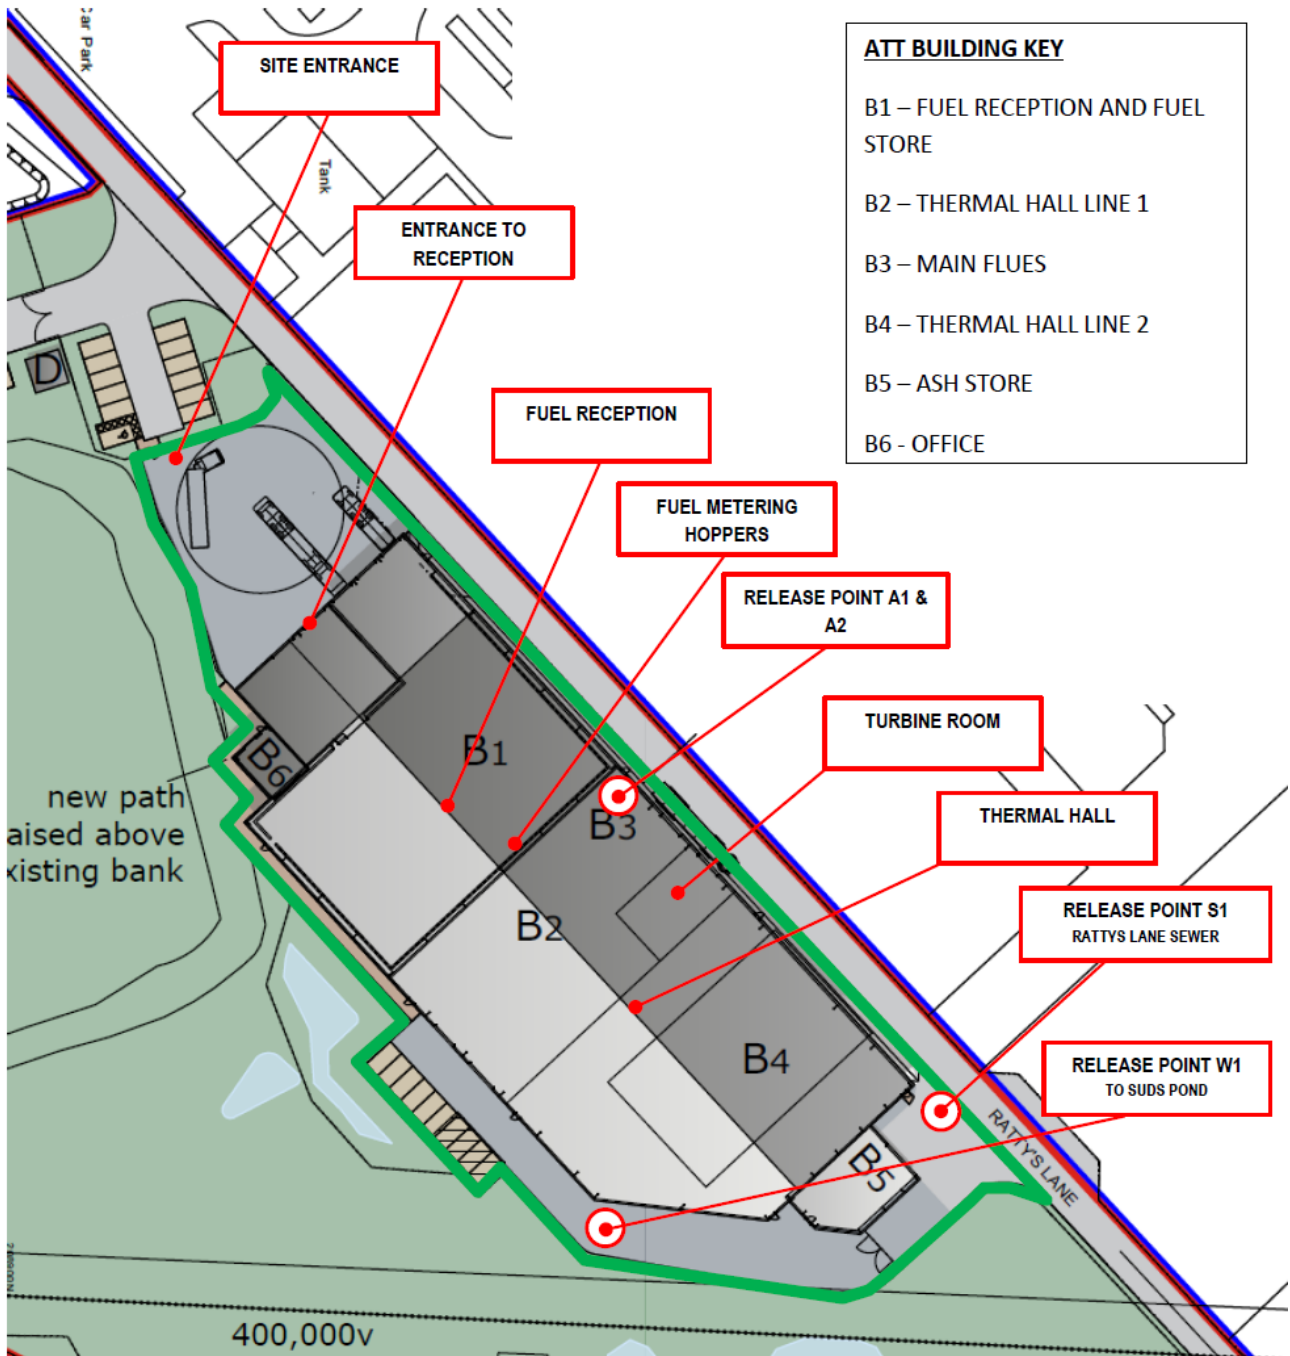 Car Park
SITE ENTRANCE
Tank
ENTRANCE TO
RECEPTION
ATT BUILDING KEY
B1 – FUEL RECEPTION AND FUEL
STORE
B2 – THERMAL HALL LINE 1
B3 – MAIN FLUES
B4 – THERMAL HALL LINE 2
B5 – ASH STORE
B6 - OFFICE
D
FUEL RECEPTION
FUEL METERING
HOPPERS
RELEASE POINT A1 &
A2
TURBINE ROOM
THERMAL HALL
RELEASE POINT S1
RATTYS LANE SEWER
RELEASE POINT W1
TO SUDS POND
B1
B6
B3
B2
B4
B5
new path
aised above
xisting bank
RATTY'S LANE
400,000v